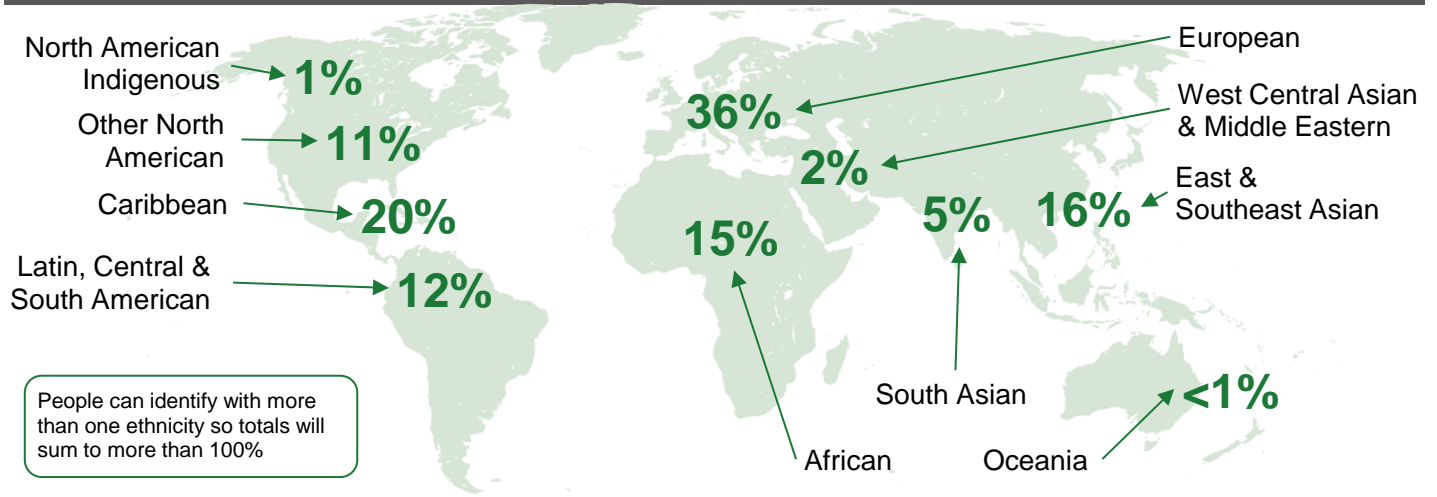 North American
Indigenous
1%
Other North
American
11%
Caribbean
20%
Latin, Central &
South American
12%
People can identify with more
than one ethnicity so totals will
sum to more than 100%
European
36%
West Central Asian
& Middle Eastern
2%
East &
Southeast Asian
16%
5%
South Asian
15%
African
<1%
Oceania